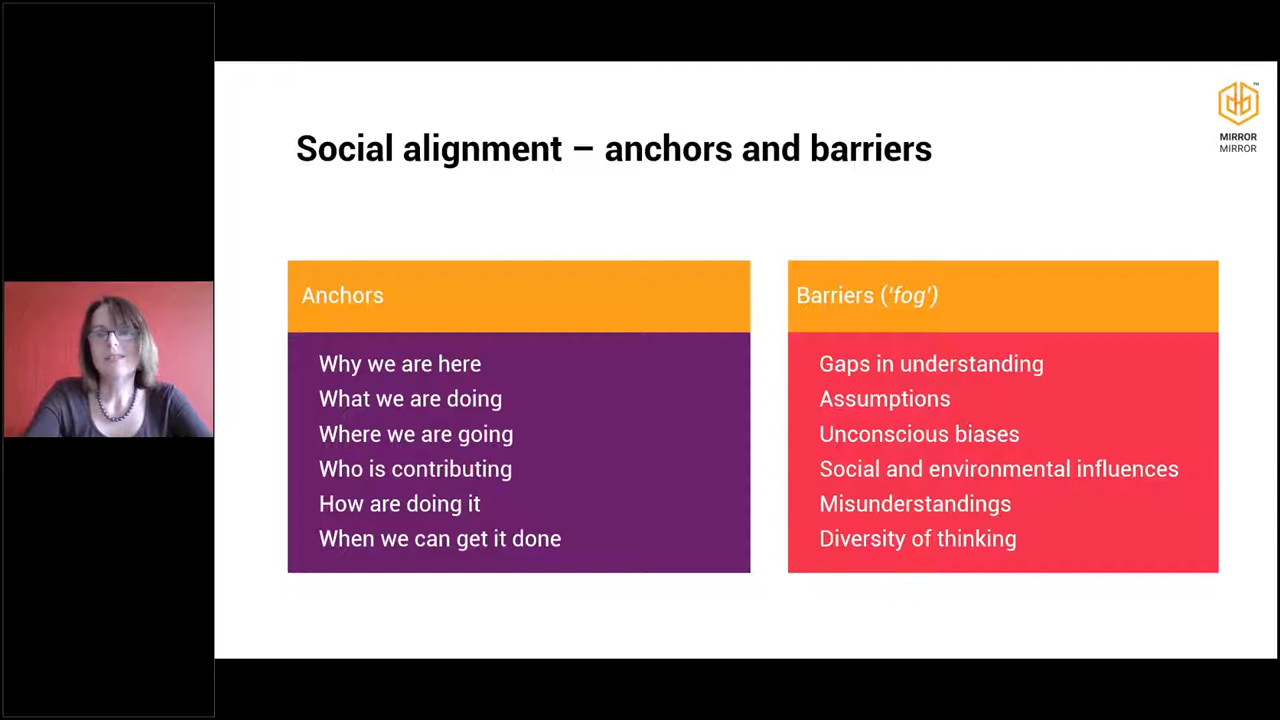 Social alignment – anchors and barriers
™
MIRROR
MIRROR
Anchors
Why we are here
What we are doing
Where we are going
Who is contributing
How are doing it
When we can get it done
Barriers ('fog')
Gaps in understanding
Assumptions
Unconscious biases
Social and environmental influences
Misunderstandings
Diversity of thinking